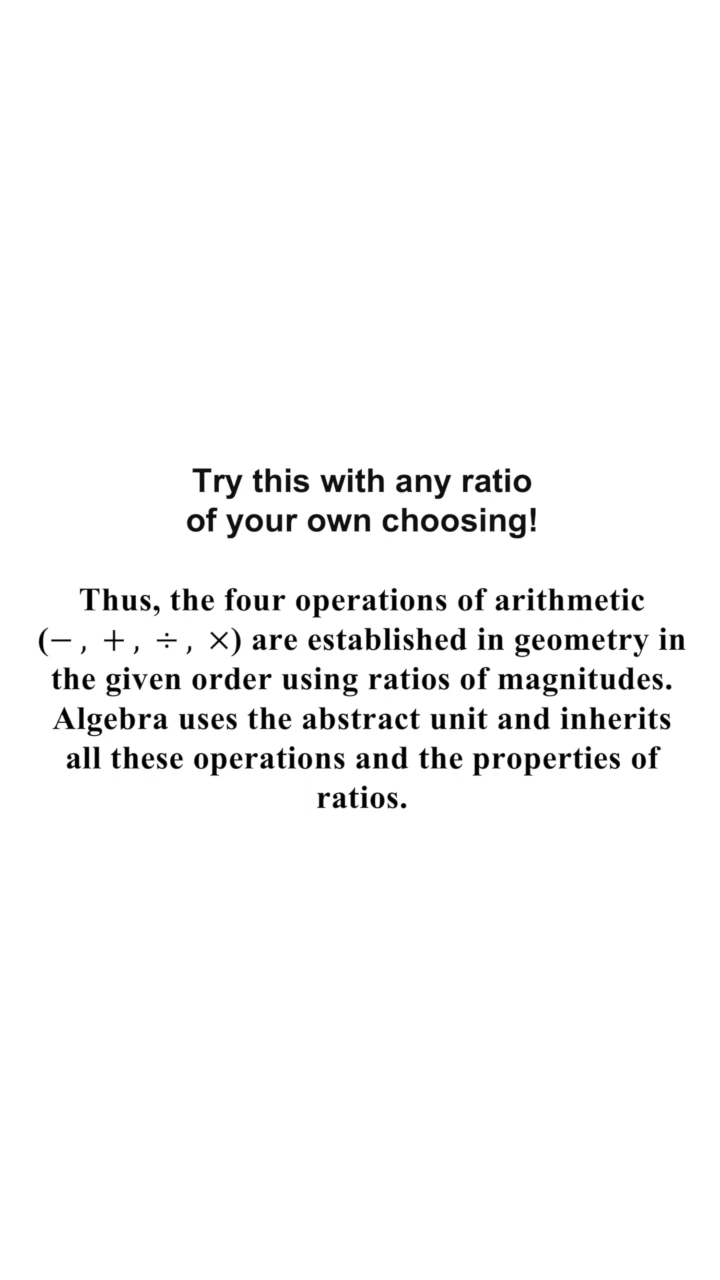 Try this with any ratio
of your own choosing!
Thus, the four operations of arithmetic
(−, +, ÷, ×) are established in geometry in
the given order using ratios of magnitudes.
Algebra uses the abstract unit and inherits
all these operations and the properties of
ratios.